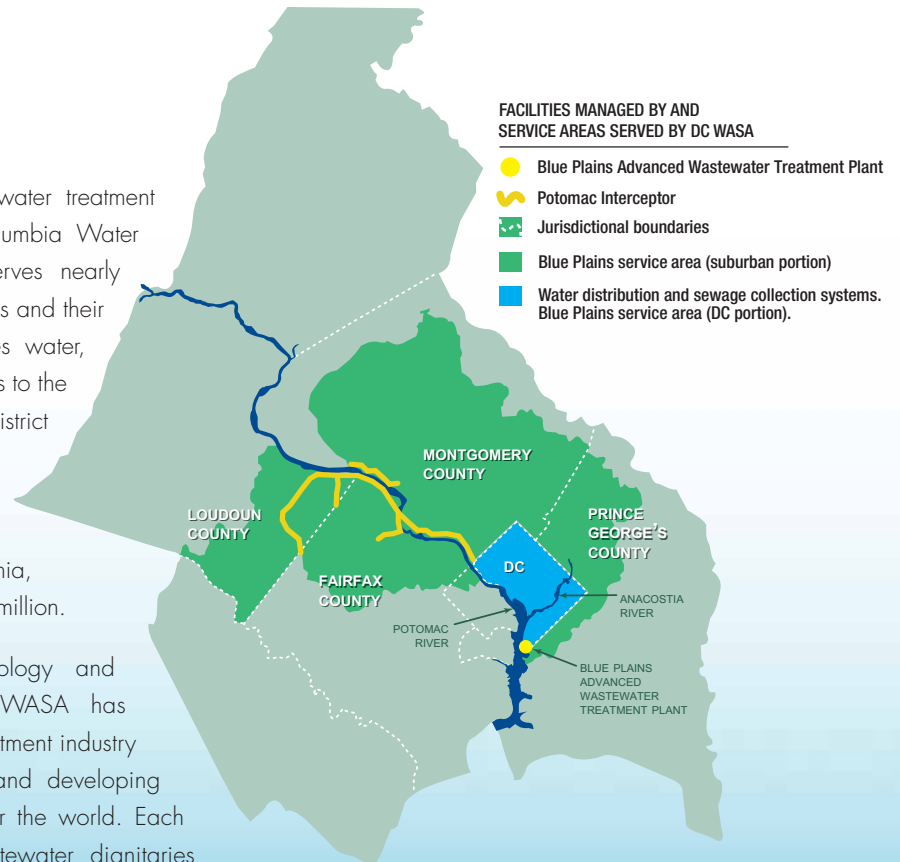 water treatment
umbia Water
erves nearly
s and their
es water,
s to the
istrict
nia,
million.
ology and
WASA has
tment industry
and developing
r the world. Each
tewater dignitaries
FACILITIES MANAGED BY AND
SERVICE AREAS SERVED BY DC WASA
Blue Plains Advanced Wastewater Treatment Plant
Potomac Interceptor
Jurisdictional boundaries
Blue Plains service area (suburban portion)
Water distribution and sewage collection systems.
Blue Plains service area (DC portion).
MONTGOMERY
COUNTY
LOUDOUN
COUNTY
PRINCE
GEORGE'S
COUNTY
DC
FAIRFAX
COUNTY
ANACOSTIA
RIVER
POTOMAC
RIVER
BLUE PLAINS
ADVANCED
WASTEWATER
TREATMENT PLANT